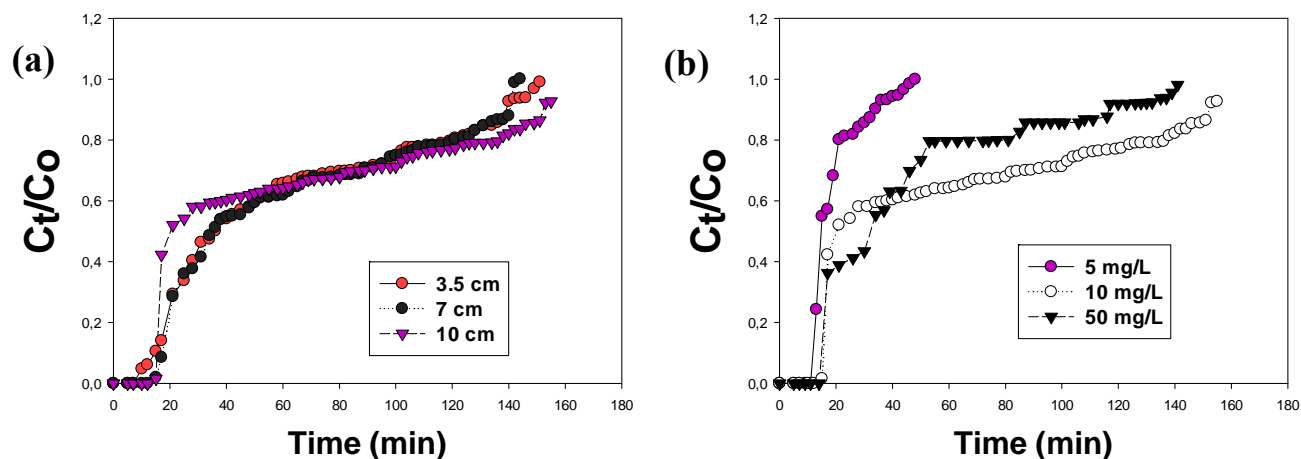 (a)
Ct/Co
1,2
1,0
0,8
0,6
0,4
0,2
0,0
0 20 40 60 80 100 120 140 160 180
Time (min)
3.5 cm
7 cm
10 cm
(b)
Ct/Co
1,2
1,0
0,8
0,6
0,4
0,2
0,0
0 20 40 60 80 100 120 140 160 180
Time (min)
5 mg/L
10 mg/L
50 mg/L